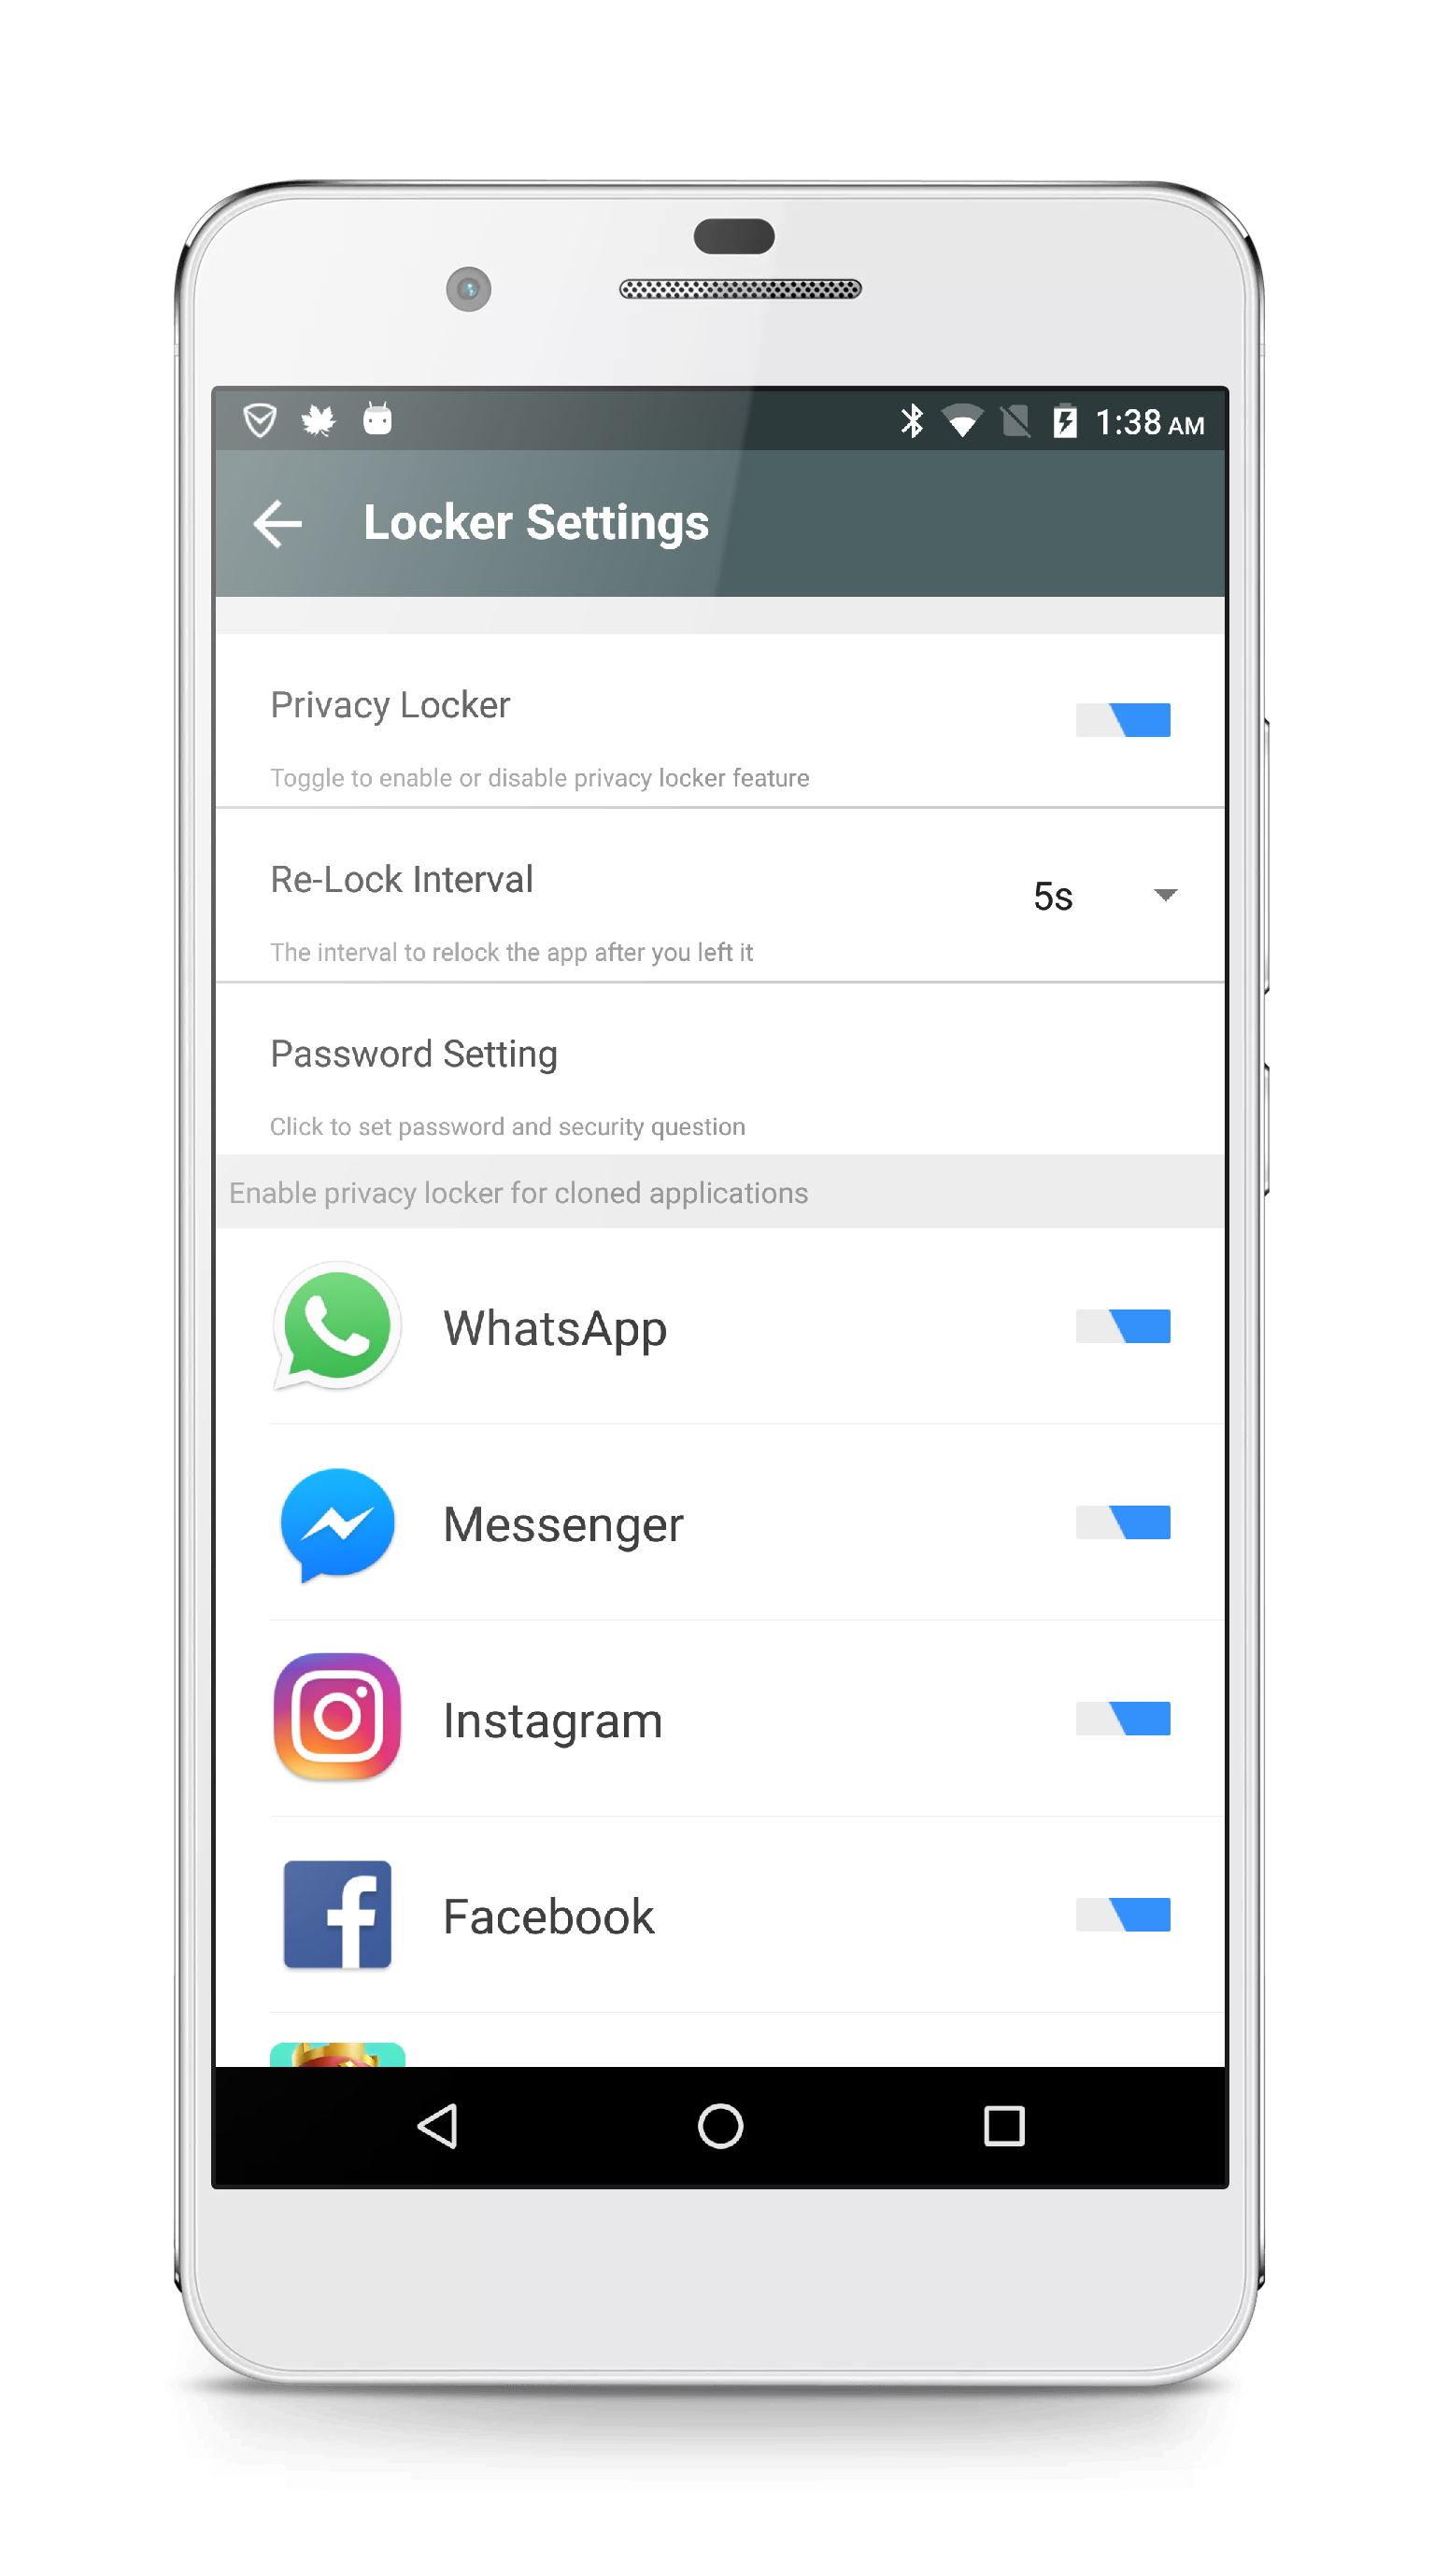 1:38 AM
Locker Settings
Privacy Locker
Toggle to enable or disable privacy locker feature
Re-Lock Interval
5s
The interval to relock the app after you left it
Password Setting
Click to set password and security question
Enable privacy locker for cloned applications
WhatsApp
Messenger
Instagram
Facebook